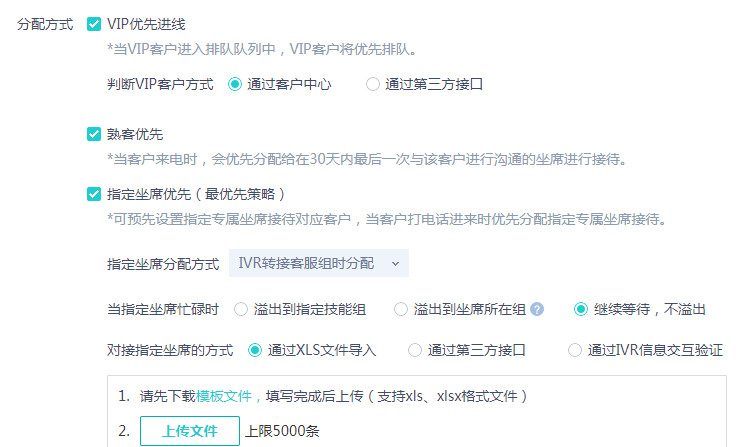 分配方式 VIP优先进线
*当VIP客户进入排队队列中，VIP客户将优先排队。
判断VIP客户方式 通过客户中心 通过第三方接口
熟客优先
*当客户来电时，会优先分配给在30天内最后一次与该客户进行沟通的坐席进行接待。
指定坐席优先（最优先策略）
*可预先设置指定专属坐席接待对应客户，当客户打电话进来时优先分配指定专属坐席接待。
指定坐席分配方式 IVR转接客服组时分配
当指定坐席忙碌时 溢出到指定技能组 溢出到坐席所在组 ? 继续等待，不溢出
对接指定坐席的方式 通过XLS文件导入 通过第三方接口 通过IVR信息交互验证
1. 请先下载模板文件，填写完成后上传（支持xls、xlsx格式文件）
2. 上传文件 上限5000条